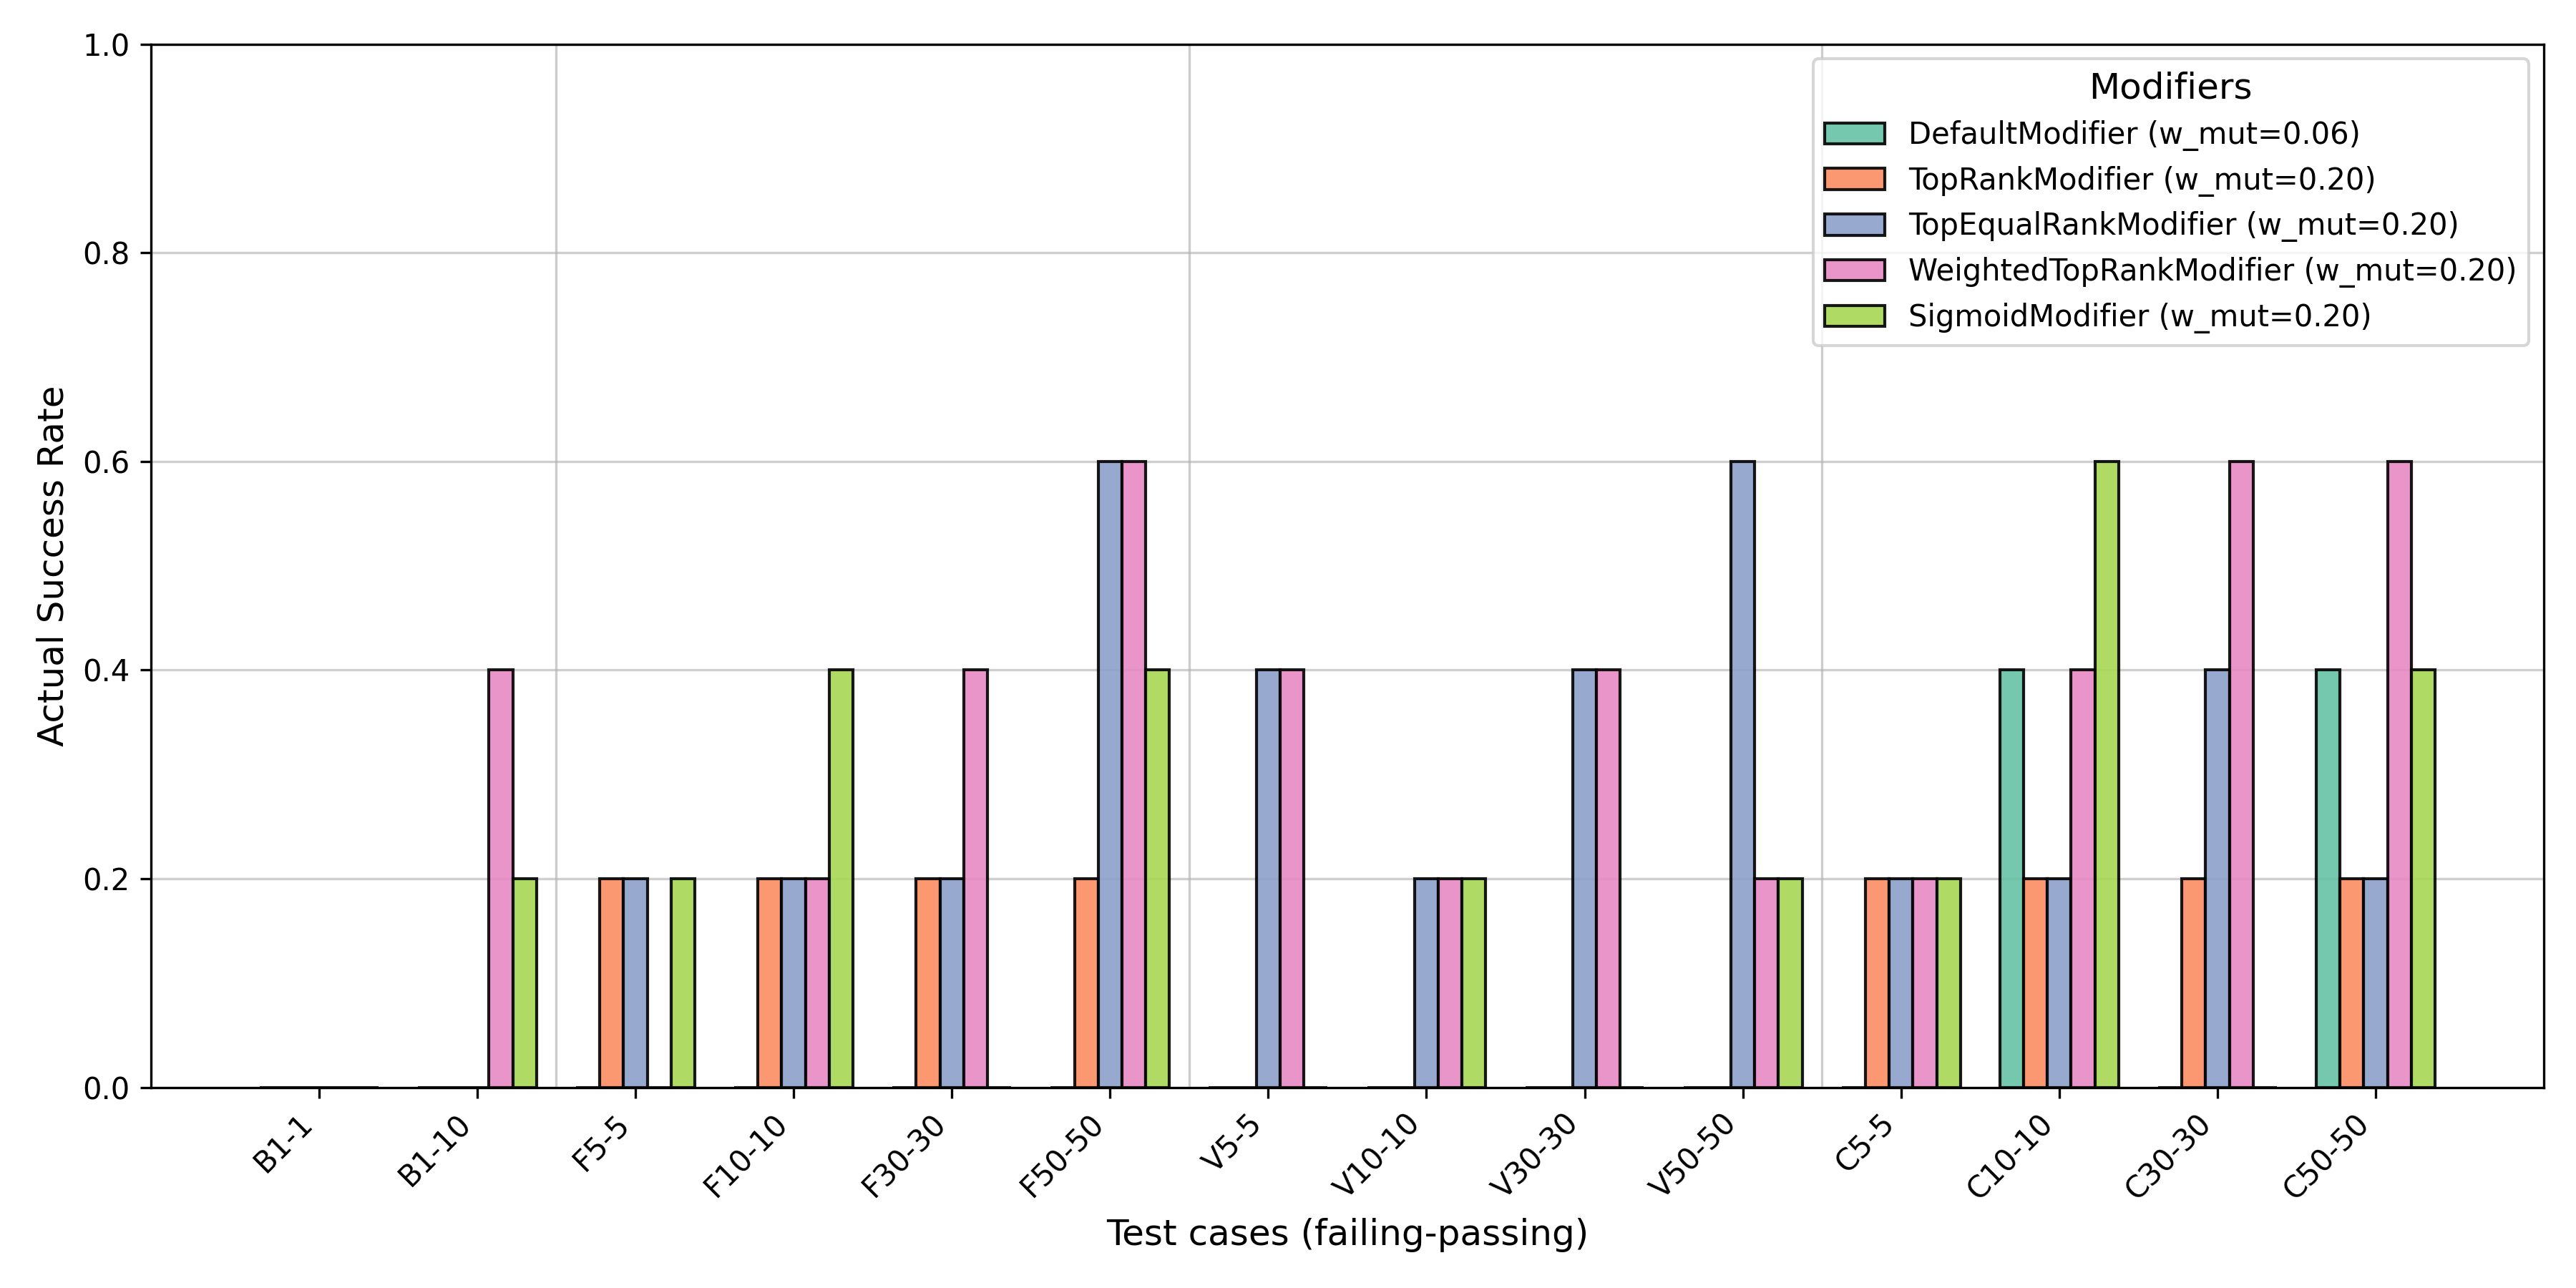 1.0
0.8
0.6
0.4
0.2
0.0
Actual Success Rate
Modifiers
DefaultModifier (w_mut=0.06)
TopRankModifier (w_mut=0.20)
TopEqualRankModifier (w_mut=0.20)
WeightedTopRankModifier (w_mut=0.20)
SigmoidModifier (w_mut=0.20)
B1-1
B1-10
F5-5
F10-10
F30-30
F50-50
V5-5
V10-10
V30-30
V50-50
C5-5
C10-10
C30-30
C50-50
Test cases (failing-passing)